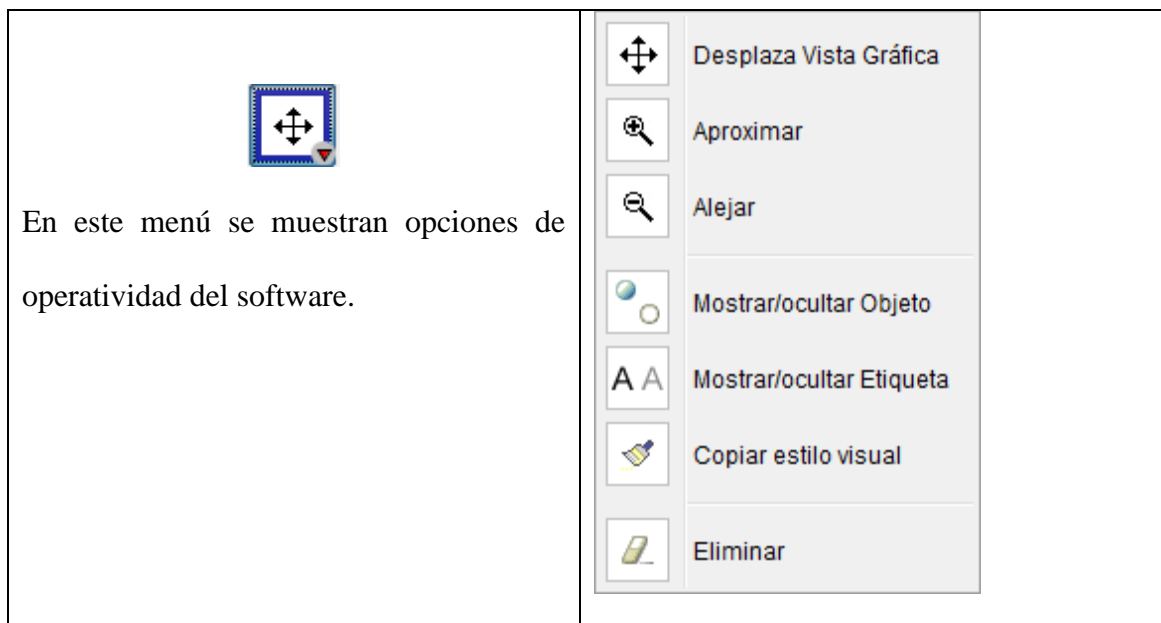 En este menú se muestran opciones de
operatividad del software.
Desplaza Vista Gráfica
Aproximar
Alejar
Mostrar/ocultar Objeto
A A
Mostrar/ocultar Etiqueta
Copiar estilo visual
Eliminar